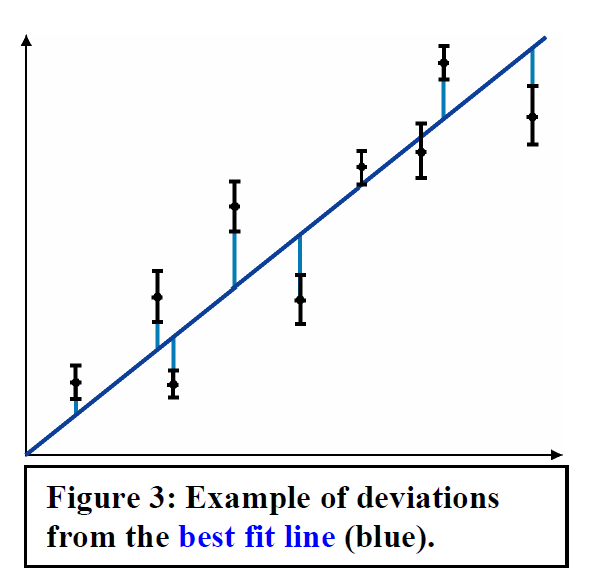 Figure 3: Example of deviations
from the best fit line (blue).